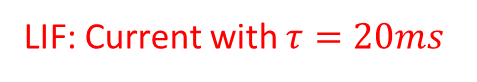 LIF: Current with τ = 20ms